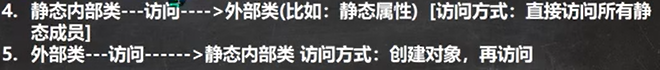 4. 静态内部类---访问---->外部类(比如：静态属性) [访问方式：直接访问所有静
态成员]
5. 外部类---访问------>静态内部类 访问方式：创建对象，再访问